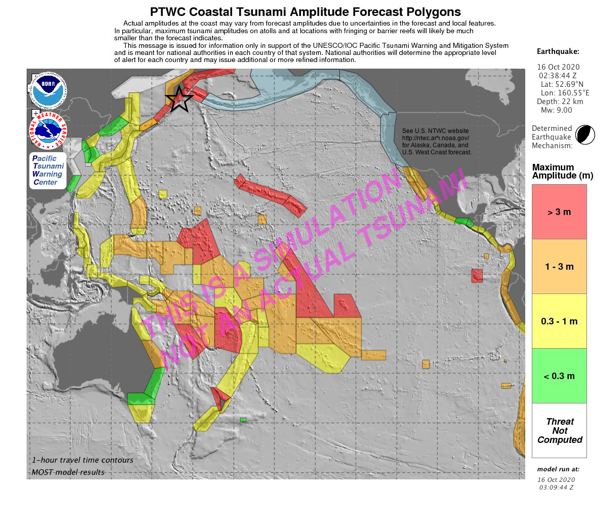 PTWC Coastal Tsunami Amplitude Forecast Polygons
Actual amplitudes at the coast may vary from forecast amplitudes due to uncertainties in the forecast and local features.
In particular, maximum tsunami amplitudes on atolls and at locations with fringing or barrier reefs will likely be much
smaller than the forecast indicates.
This message is issued for information only in support of the UNESCO/IOC Pacific Tsunami Warning and Mitigation System
and is meant for national authorities in each country of that system. National authorities will determine the appropriate level
of alert for each country and may issue additional or more refined information.
NOAA
Pacific
Tsunami
Warning
Center
See U.S. NTWC website
http://ntwc.arh.noaa.gov/
for Alaska, Canada, and
U.S. West Coast forecast.
THIS IS A SIMULATION
NOT AN ACTUAL TSUNAMI
1-hour travel time contours
MOST model results
Earthquake:
16 Oct 2020
02:38:44 Z
Lat: 52.69°N
Lon: 160.55°E
Depth: 22 km
Mw: 9.00
Determined
Earthquake
Mechanism:
Maximum
Amplitude (m)
> 3 m
1 - 3 m
0.3 - 1 m
< 0.3 m
Threat
Not
Computed
model run at:
16 Oct 2020
03:09:44 Z